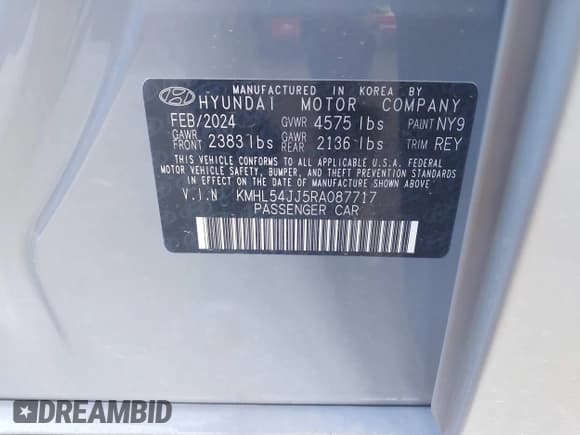 MANUFACTURED IN KOREA BY
HYUNDAI MOTOR COMPANY
FEB/2024 GVWR 4575 lbs PAINT NY9
GAWR FRONT 2383 lbs GAWR REAR 2136 lbs TRIM REY
THIS VEHICLE CONFORMS TO ALL APPLICABLE U.S.A. FEDERAL
MOTOR VEHICLE SAFETY, BUMPER, AND THEFT PREVENTION STANDARDS
IN EFFECT ON THE DATE OF MANUFACTURE SHOWN ABOVE.
V.I.N KMHL54JJ5RA087717
PASSENGER CAR
DREAMBID